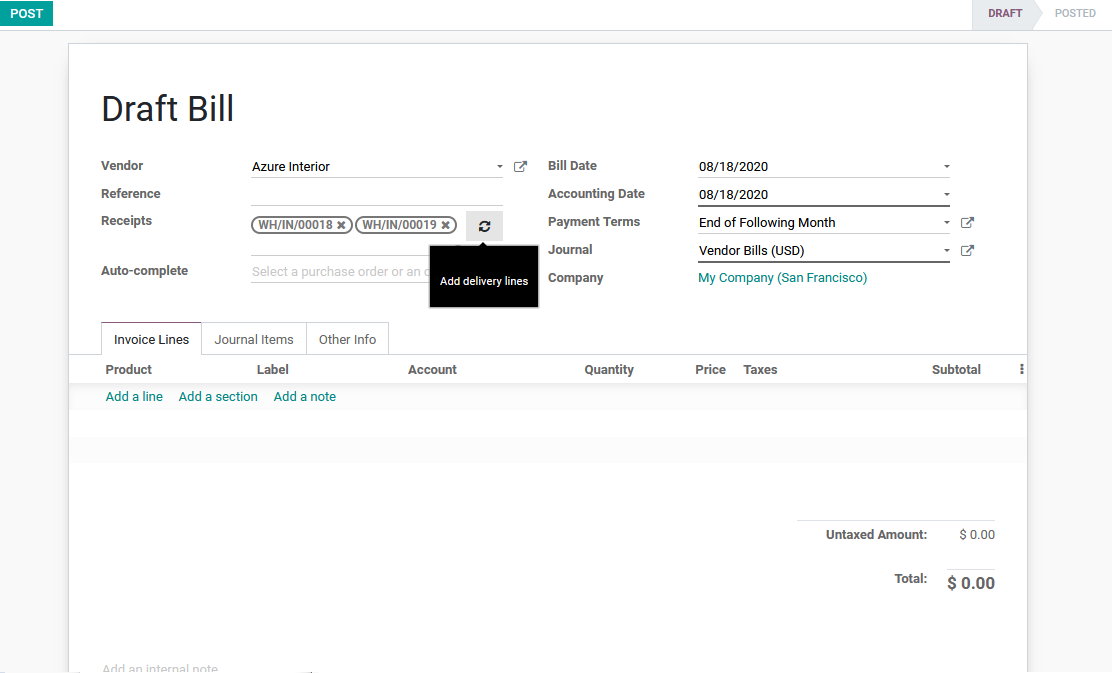 POST
DRAFT
POSTED
Draft Bill
Vendor
Azure Interior
Bill Date
08/18/2020
Reference
Accounting Date
08/18/2020
Receipts
WH/IN/00018
WH/IN/00019
Payment Terms
End of Following Month
Add delivery lines
Journal
Vendor Bills (USD)
Auto-complete
Select a purchase order or an
Company
My Company (San Francisco)
Invoice Lines
Journal Items
Other Info
Product
Label
Account
Quantity
Price
Taxes
Subtotal
Add a line
Add a section
Add a note
Untaxed Amount:
$ 0.00
Total:
$ 0.00
Add an internal note